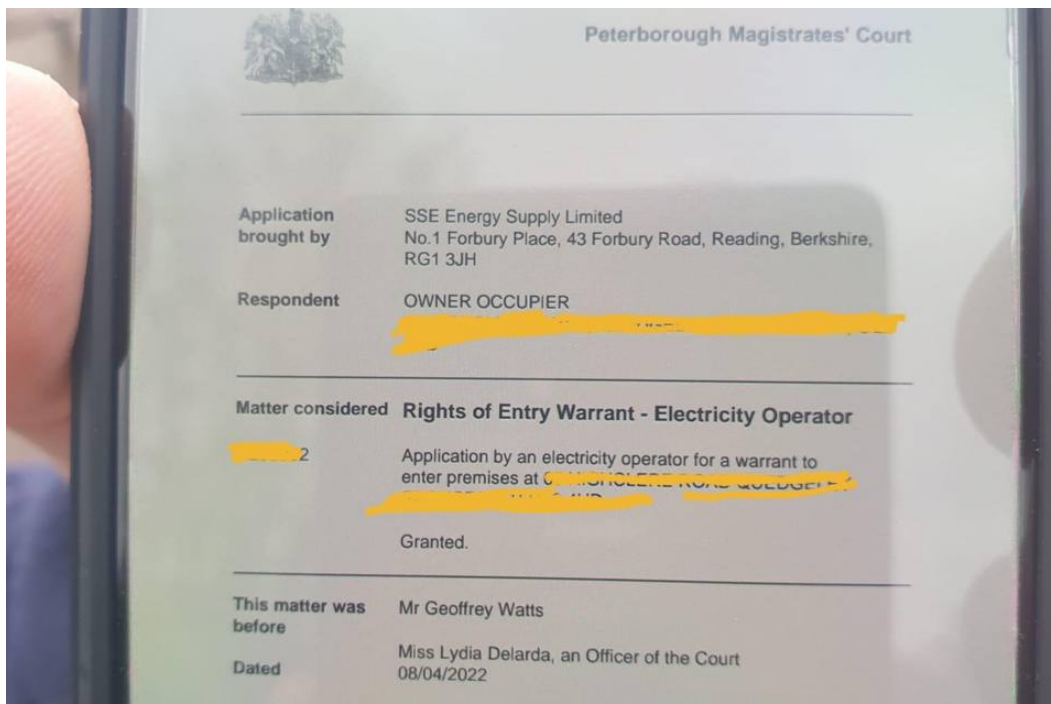 Peterborough Magistrates' Court
Application brought by
SSE Energy Supply Limited
No.1 Forbury Place, 43 Forbury Road, Reading, Berkshire,
RG1 3JH
Respondent
OWNER OCCUPIER
Matter considered
Rights of Entry Warrant - Electricity Operator
2
Application by an electricity operator for a warrant to
enter premises at
Granted.
This matter was before
Mr Geoffrey Watts
Miss Lydia Delarda, an Officer of the Court
Dated
08/04/2022